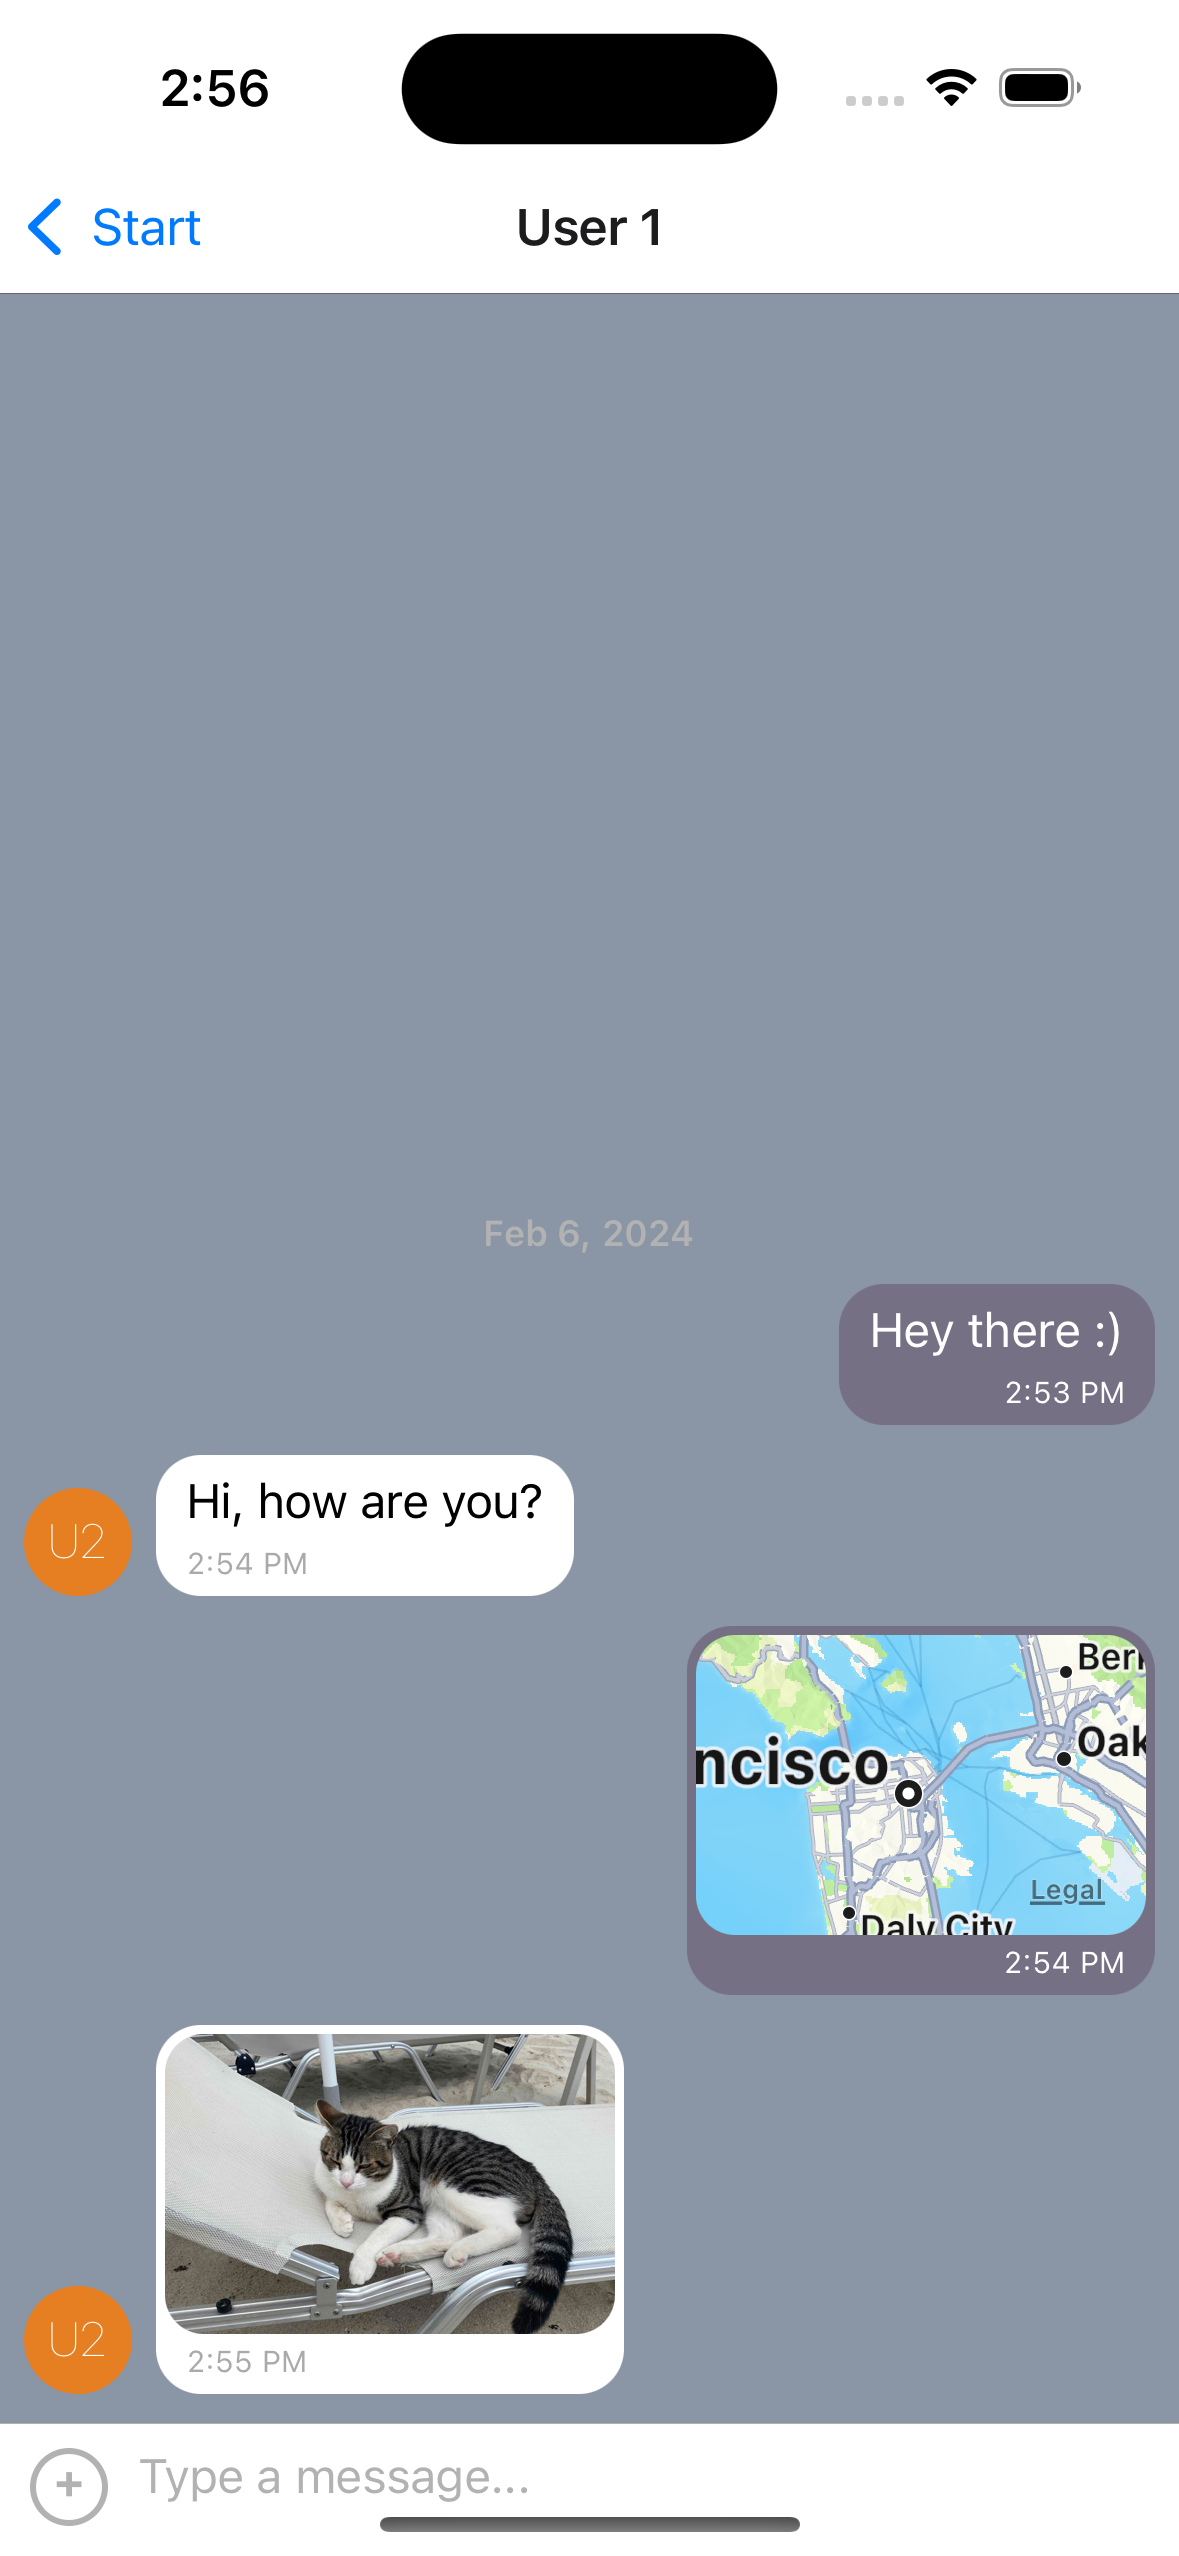 2:56
Start
User 1
Feb 6, 2024
Hey there :)
2:53 PM
Hi, how are you?
2:54 PM
U2
Berk
ncisco
Oak
Legal
Daly City
2:54 PM
2:55 PM
U2
Type a message...